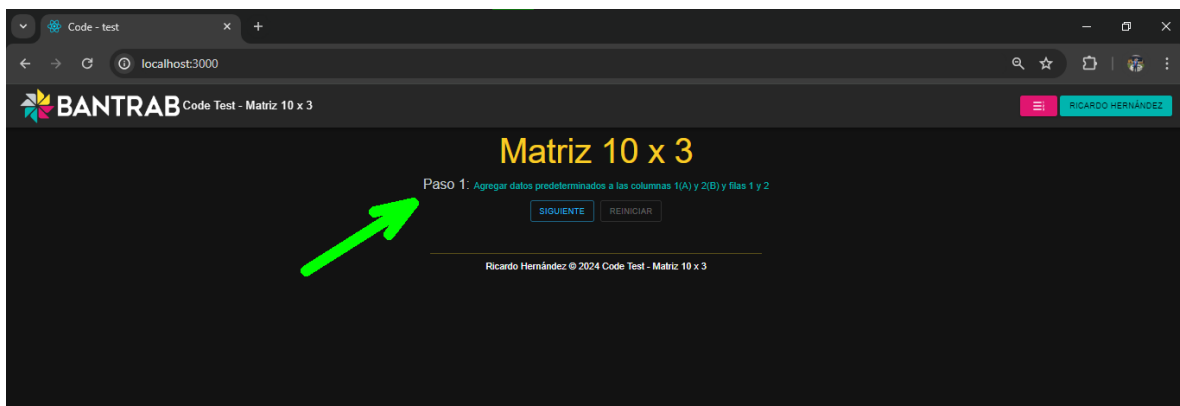 Code - test
localhost:3000
BANTRAB Code Test - Matriz 10 x 3
RICARDO HERNÁNDEZ
Matriz 10 x 3
Paso 1: Agregar datos predeterminados a las columnas 1(A) y 2(B) y filas 1 y 2
SIGUIENTE REINICIAR
Ricardo Hernández © 2024 Code Test - Matriz 10 x 3